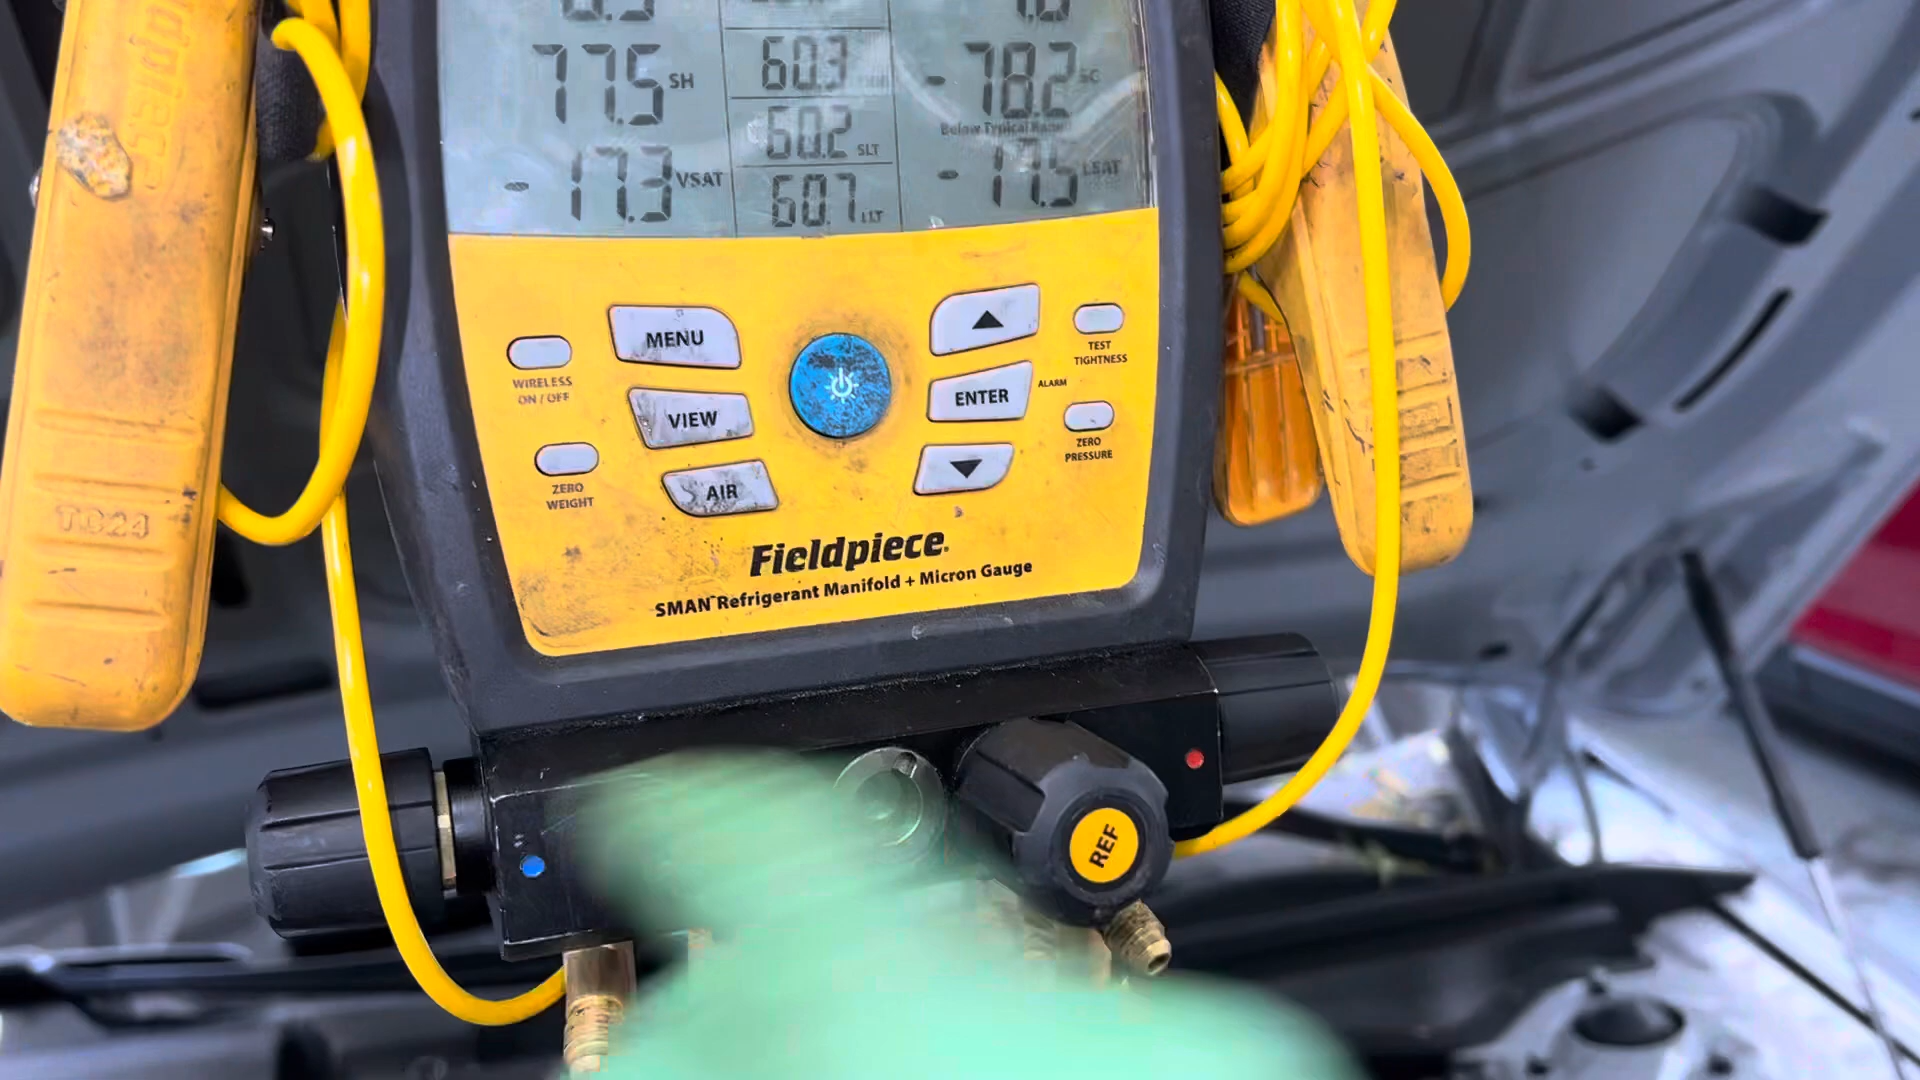 77.5 SH
60.3
-78.2 SC
Below Typical Range
60.2 SLT
-17.3 VSAT
-17.5 LSAT
60.7 LLT
MENU
WIRELESS
ON / OFF
VIEW
ZERO
WEIGHT
AIR
TEST
TIGHTNESS
ENTER
ALARM
ZERO
PRESSURE
Fieldpiece
SMAN™ Refrigerant Manifold + Micron Gauge
TC24
REF